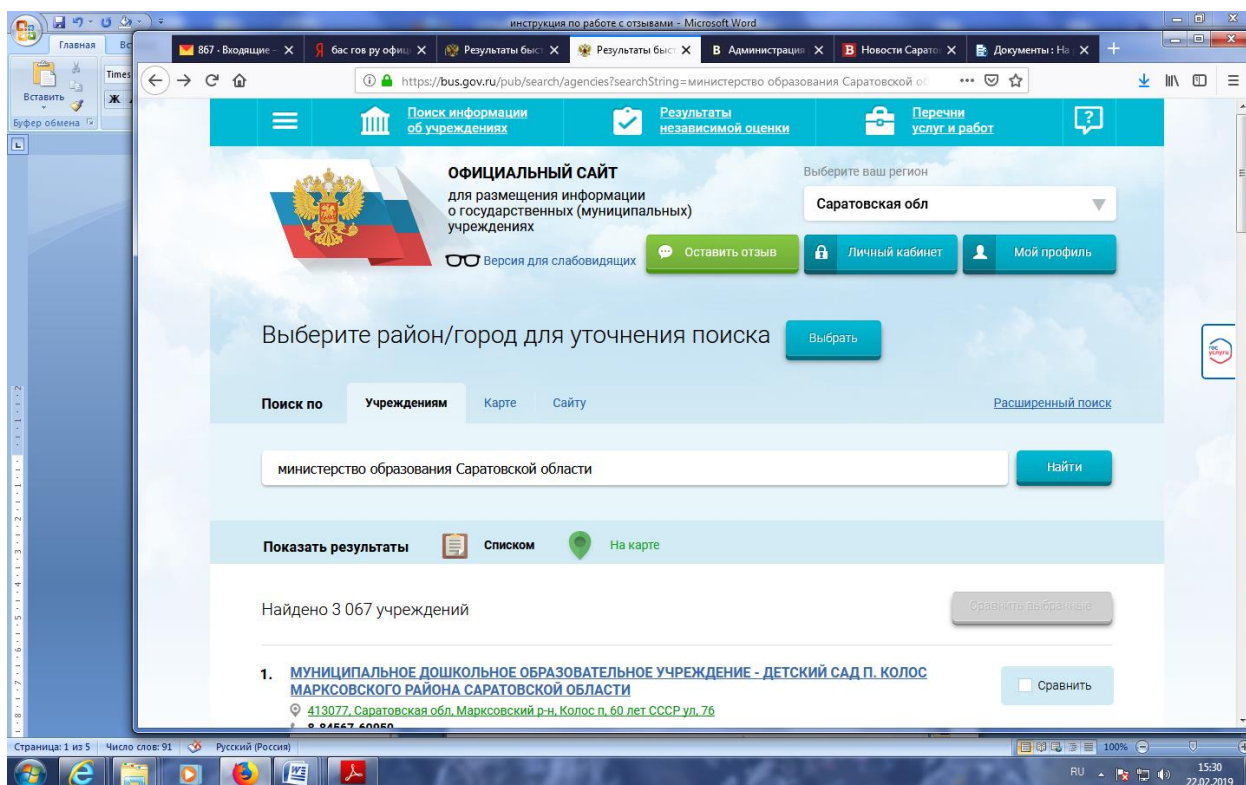 инструкция по работе с отзывами - Microsoft Word
Главная
Вставить
Times
Ж
Буфер обмена
867 · Входящие —
бас гов ру офиц
Результаты быст
Результаты быст
В Администрация
В Новости Сарато
Документы : На
https://bus.gov.ru/pub/search/agencies?searchString=министерство образования Саратовской об
Поиск информации
об учреждениях
Результаты
независимой оценки
Перечни
услуг и работ
ОФИЦИАЛЬНЫЙ САЙТ
для размещения информации
о государственных (муниципальных)
учреждениях
Версия для слабовидящих
Выберите ваш регион
Саратовская обл
Оставить отзыв
Личный кабинет
Мой профиль
Выберите район/город для уточнения поиска
Выбрать
гос
услуги
Поиск по Учреждениям Карте Сайту Расширенный поиск
министерство образования Саратовской области
Найти
Показать результаты Списком На карте
Найдено 3 067 учреждений
Сравнить выбранные
1. МУНИЦИПАЛЬНОЕ ДОШКОЛЬНОЕ ОБРАЗОВАТЕЛЬНОЕ УЧРЕЖДЕНИЕ - ДЕТСКИЙ САД П. КОЛОС
МАРКСОВСКОГО РАЙОНА САРАТОВСКОЙ ОБЛАСТИ
Сравнить
413077, Саратовская обл, Марксовский р-н, Колос п, 60 лет СССР ул, 76
8-84567-60950
Страница: 1 из 5 Число слов: 91 Русский (Россия) 100%
RU
15:30
22.02.2019